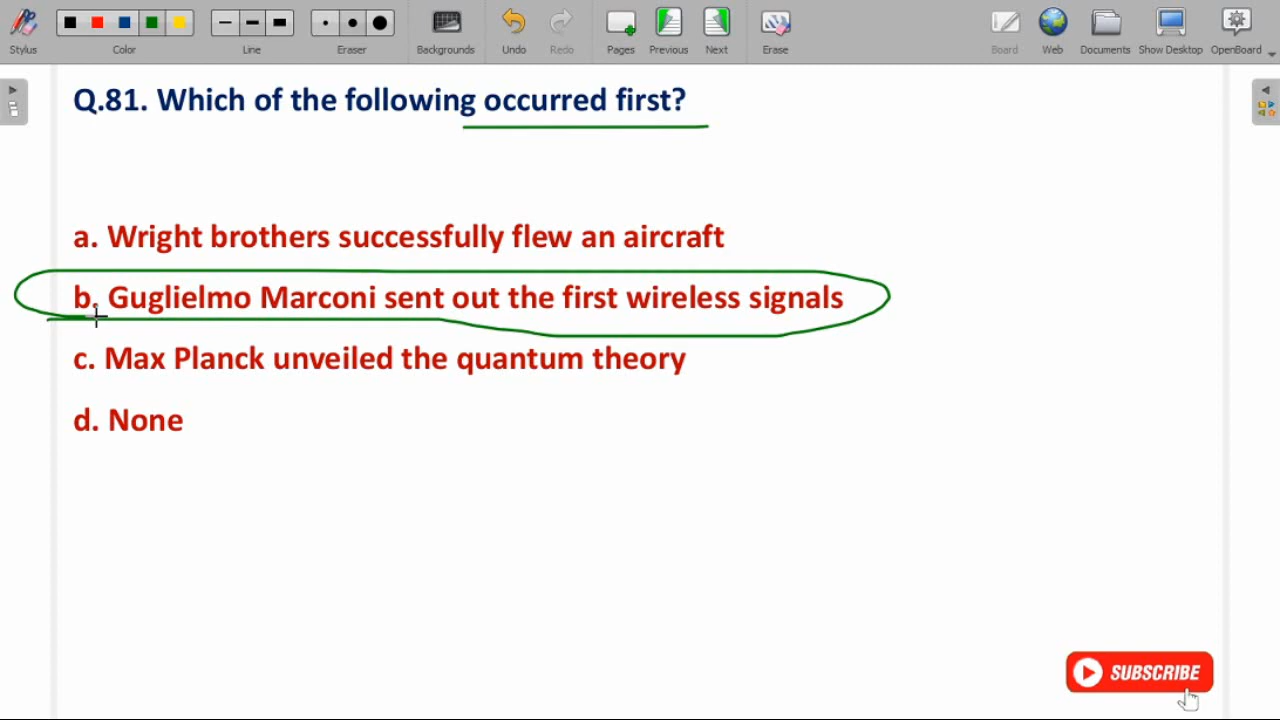 Stylus Color Line Eraser Backgrounds Undo Redo Pages Previous Next Erase Board Web Documents Show Desktop OpenBoard
Q.81. Which of the following occurred first?
a. Wright brothers successfully flew an aircraft
b. Guglielmo Marconi sent out the first wireless signals
c. Max Planck unveiled the quantum theory
d. None
SUBSCRIBE